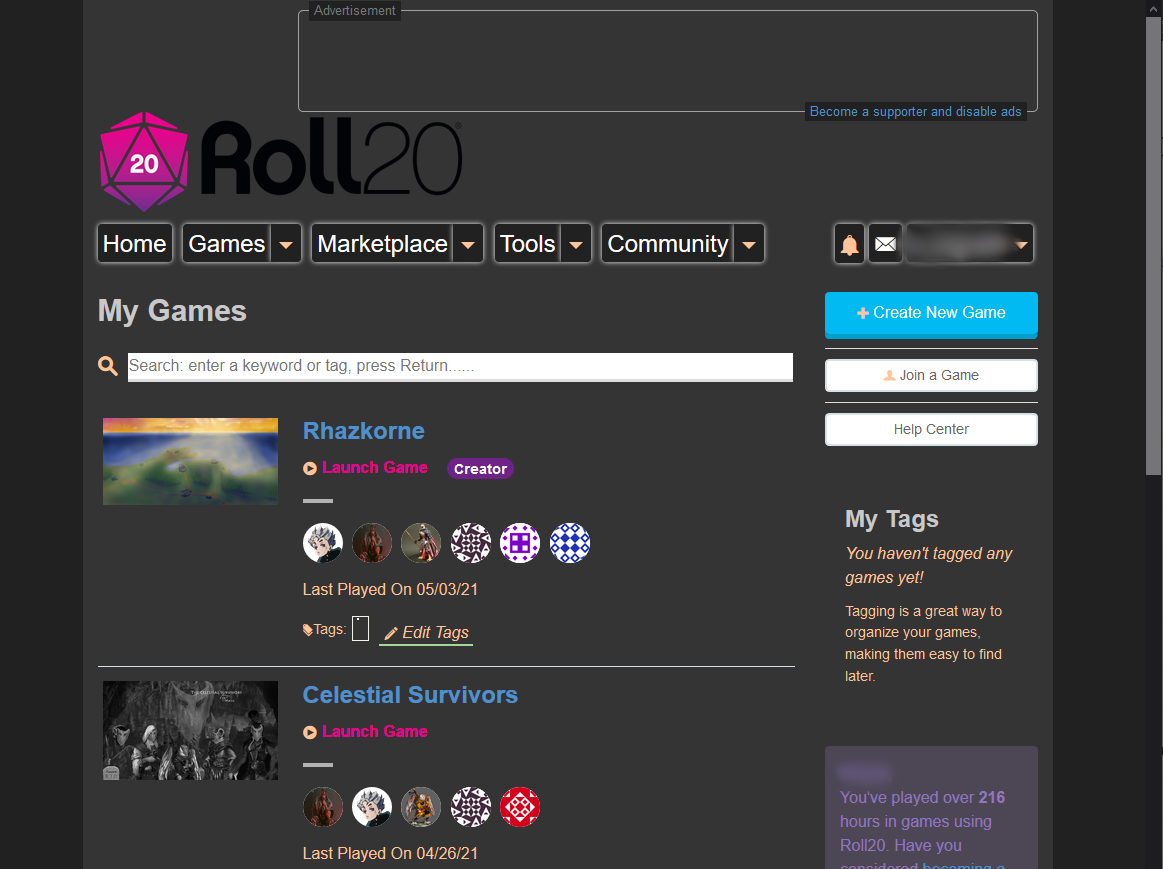 Advertisement
Become a supporter and disable ads
20 Roll20®
Home Games Marketplace Tools Community
My Games
Search: enter a keyword or tag, press Return......
Rhazkorne
Launch Game Creator
Last Played On 05/03/21
Tags: Edit Tags
Celestial Survivors
Launch Game
Last Played On 04/26/21
Create New Game
Join a Game
Help Center
My Tags
You haven't tagged any
games yet!
Tagging is a great way to
organize your games,
making them easy to find
later.
You've played over 216
hours in games using
Roll20. Have you
considered becoming a